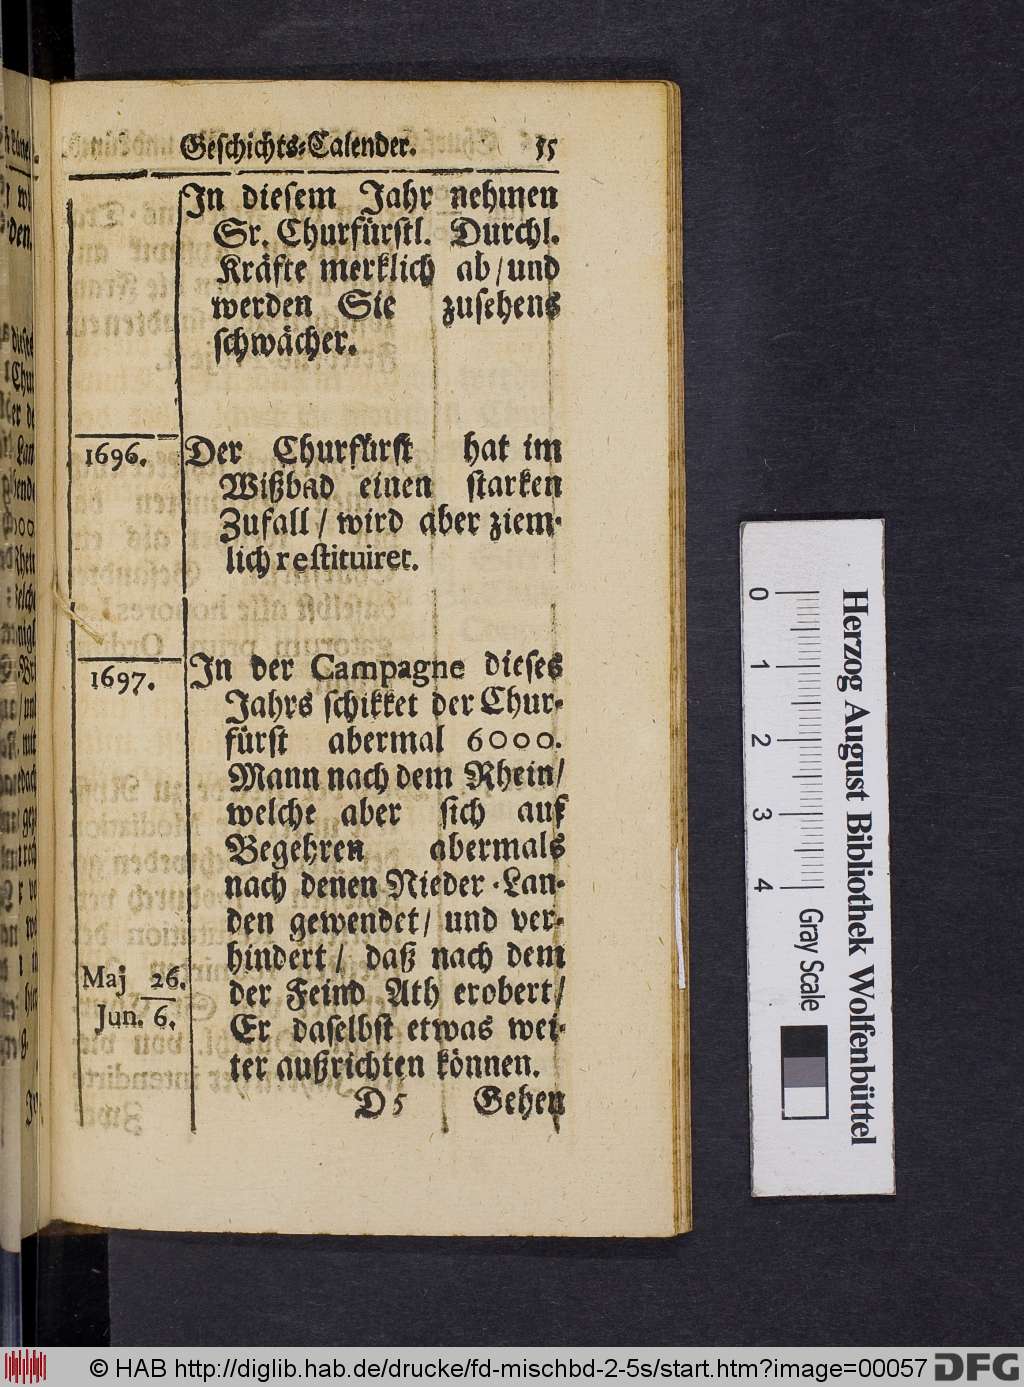 Geſchichts-Calender. 55
In dieſem Jahr nehmen
Sr. Churfürſtl. Durchl.
Kräfte merklich ab/und
werden Sie zuſehens
ſchwächer.
1696. Der Churfürſt hat im
Wißbad einen ſtarken
Zufall/ wird aber ziem-
lich reſtituiret.
1697. In der Campagne dieſes
Jahrs ſchikket der Chur-
fürſt abermal 6000.
Mann nach dem Rhein/
welche aber ſich auf
Begehren abermals
nach denen Nieder-Lan-
den gewendet/ und ver-
hindert/ daß nach dem
Maj 26. der Feind Ath erobert/
Jun. 6. Er daſelbſt etwas wei-
ter außrichten können.
D 5 Gehen
0 1 2 3 4 Gray Scale
Herzog August Bibliothek Wolfenbüttel
© HAB http://diglib.hab.de/drucke/fd-mischbd-2-5s/start.htm?image=00057 DFG